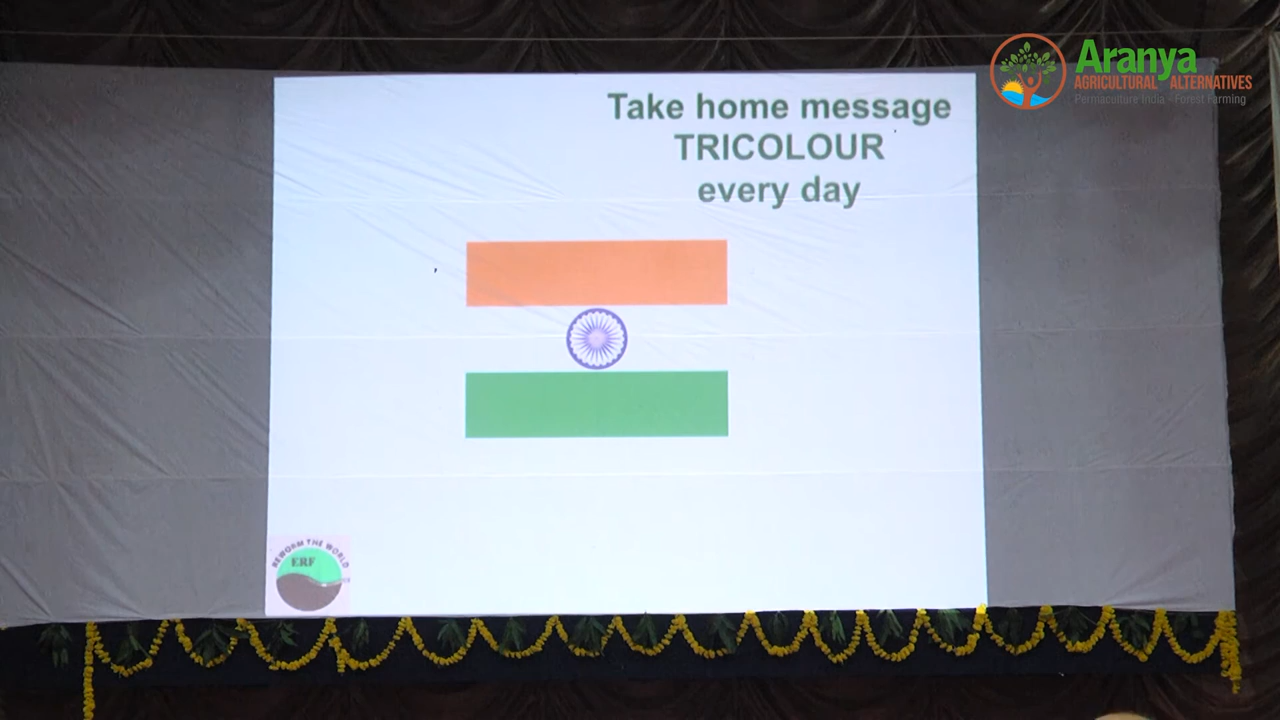 Aranya
AGRICULTURAL ALTERNATIVES
Permaculture India - Forest Farming
Take home message
TRICOLOUR
every day
REWORM THE WORLD
ERF